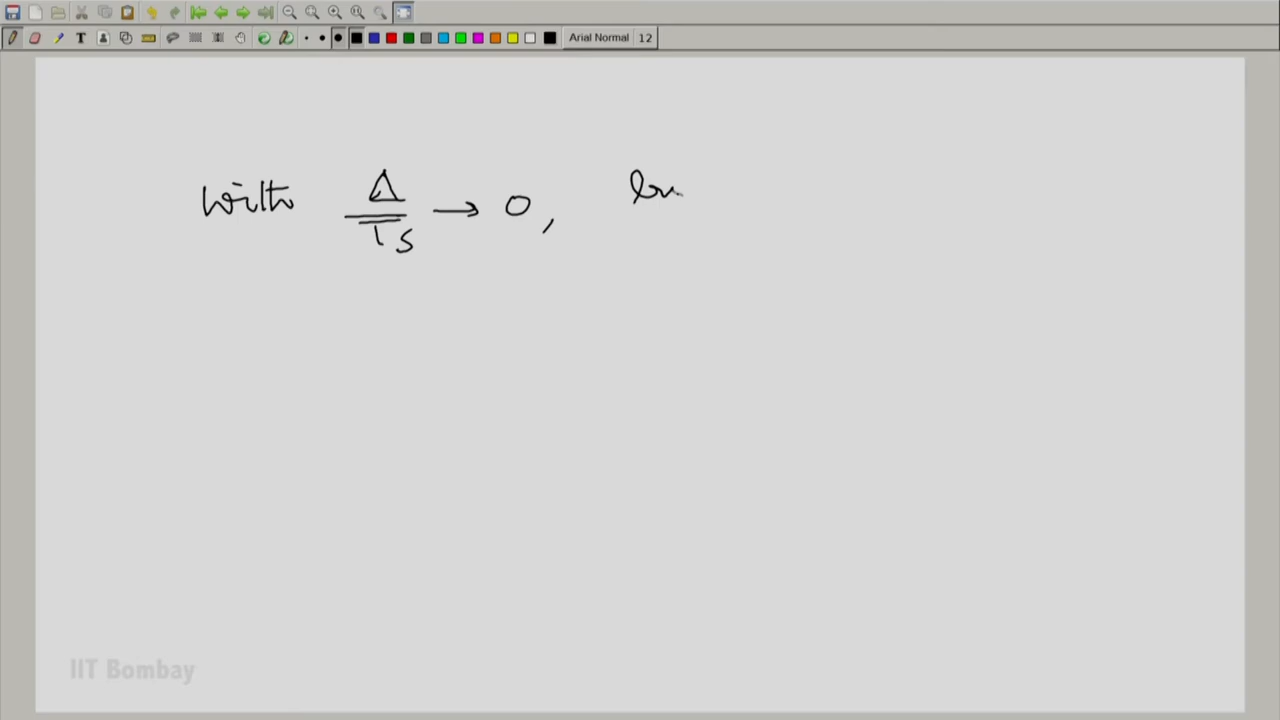 Arial Normal 12
With Δ/Ts → 0,
IIT Bombay